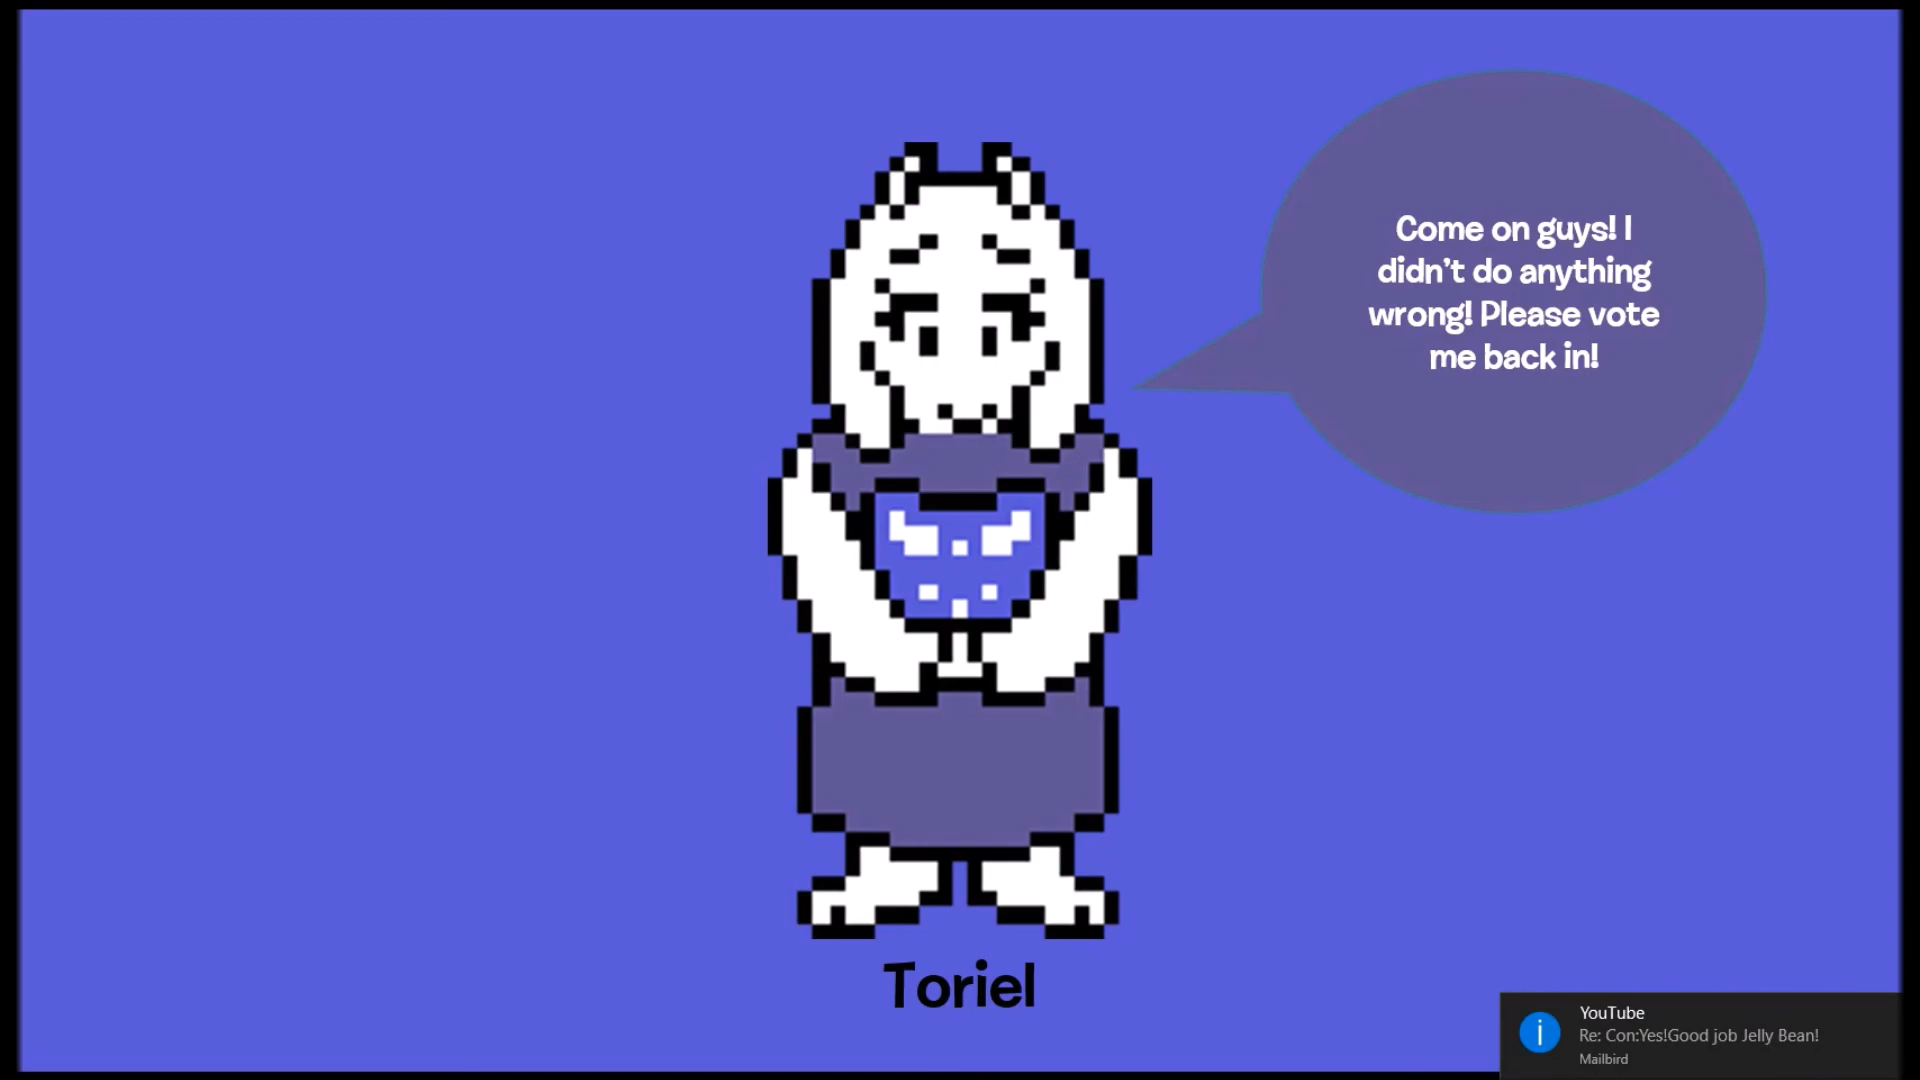 Come on guys! I
didn't do anything
wrong! Please vote
me back in!
Toriel
YouTube
Re: Con:Yes!Good job Jelly Bean!
Mailbird